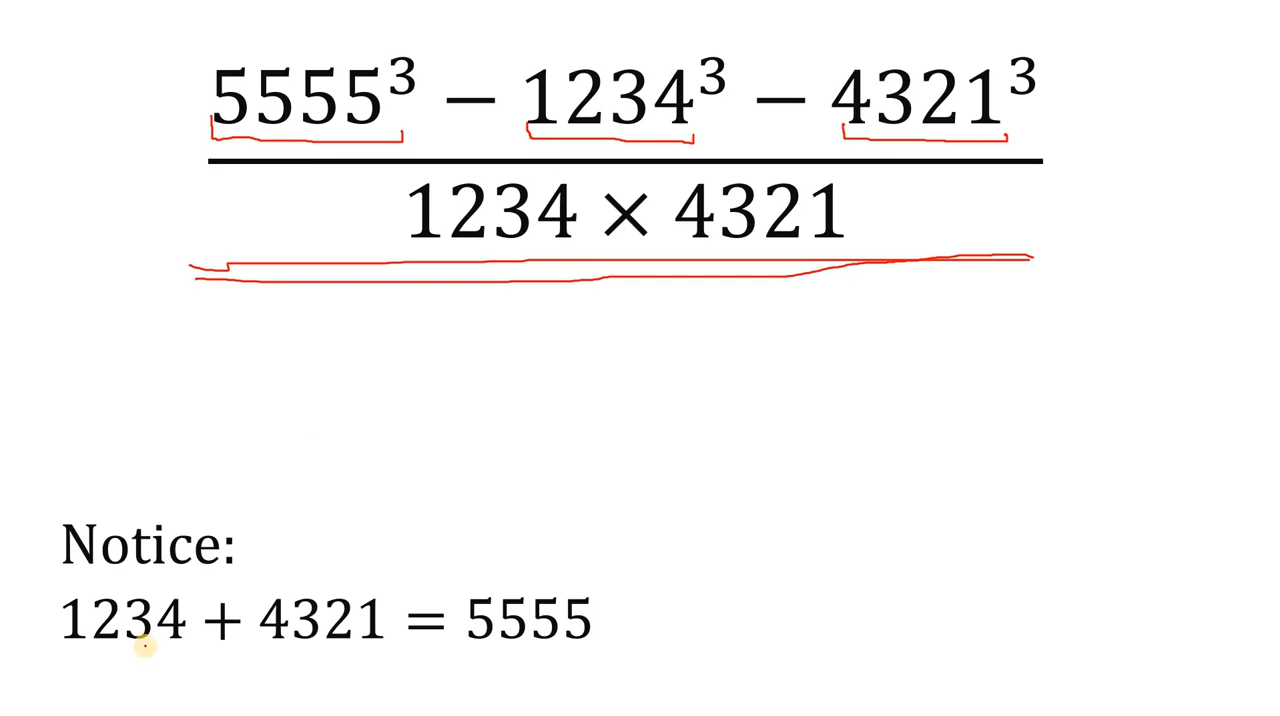 5555³ − 1234³ − 4321³
1234 × 4321
Notice:
1234 + 4321 = 5555